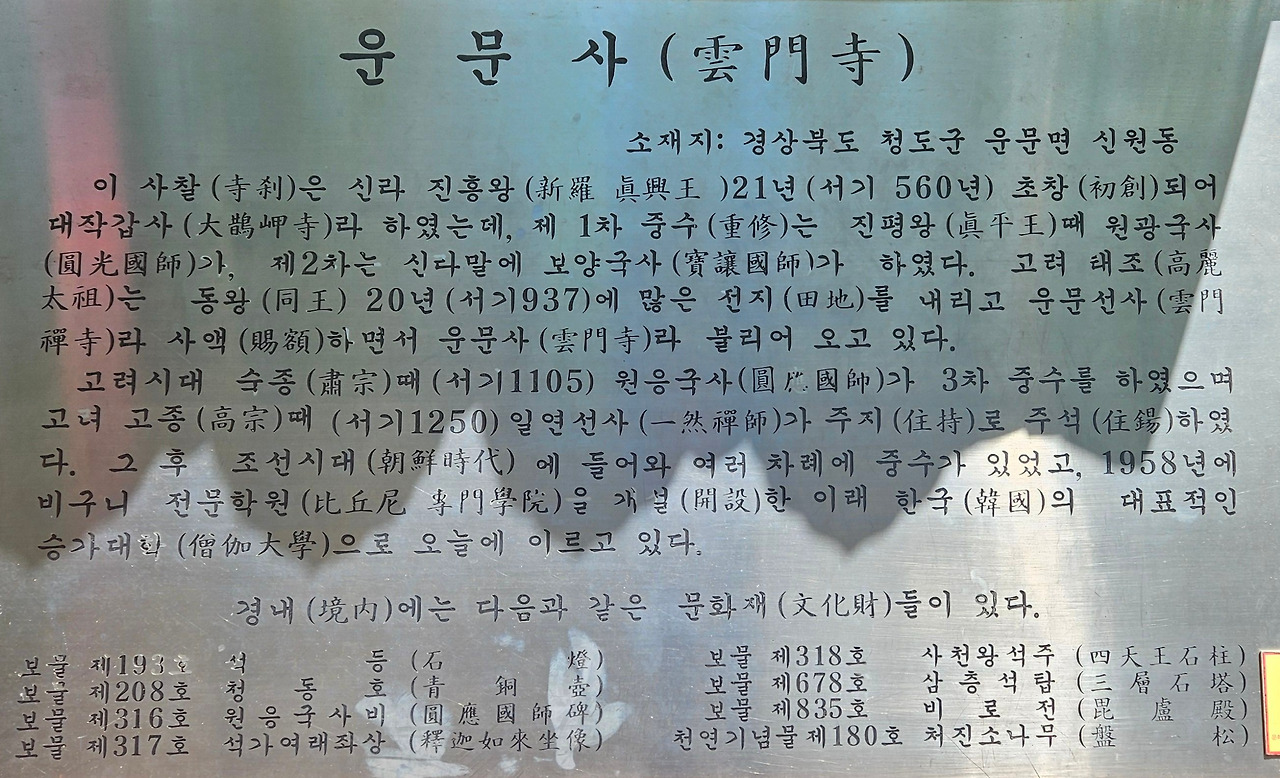 운 문 사 (雲門寺)
소재지: 경상북도 청도군 운문면 신원동
이 사찰 (寺刹)은 신라 진흥왕 (新羅 眞興王 )21년 (서기 560년) 초창 (初創)되어
대작갑사 (大鵲岬寺)라 하였는데, 제 1차 중수 (重修)는 진평왕 (眞平王)때 원광국사
(圓光國師)가, 제2차는 신다말에 보양국사 (寶讓國師)가 하였다. 고려 태조 (高麗
太祖)는 동왕 (同王) 20년 (서기937)에 많은 전지 (田地)를 내리고 운문선사 (雲門
禪寺)라 사액 (賜額)하면서 운문사 (雲門寺)라 불리어 오고 있다.
고려시대 숙종 (肅宗)때 (서기1105) 원응국사 (圓應國師)가 3차 중수를 하였으며
고려 고종 (高宗)때 (서기1250) 일연선사 (一然禪師)가 주지 (住持)로 주석 (住錫)하였
다. 그 후 조선시대 (朝鮮時代) 에 들어와 여러 차례에 중수가 있었고, 1958년에
비구니 전문학원 (比丘尼 專門學院)을 개설 (開設)한 이래 한국 (韓國)의 대표적인
승가대학 (僧伽大學)으로 오늘에 이르고 있다.
경내 (境內)에는 다음과 같은 문화재 (文化財)들이 있다.
보물 제193호 석 등 (石 燈)
보물 제208호 청 동 호 (青 銅 壺)
보물 제316호 원응국사비 (圓應國師碑)
보물 제317호 석가여래좌상 (釋迦如來坐像)
보물 제318호 사천왕석주 (四天王石柱)
보물 제678호 삼층석탑 (三層石塔)
보물 제835호 비 로 전 (毘 盧 殿)
천연기념물 제180호 처진소나무 (盤 松)